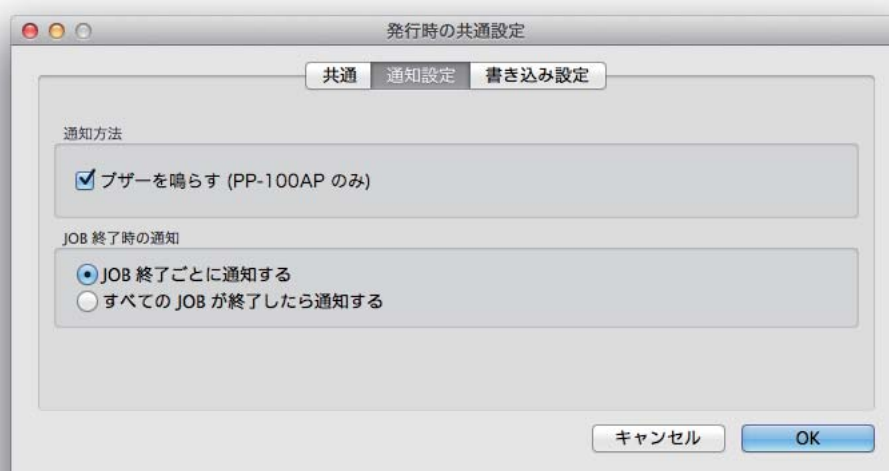 発行時の共通設定
共通 通知設定 書き込み設定
通知方法
ブザーを鳴らす (PP-100AP のみ)
JOB 終了時の通知
JOB 終了ごとに通知する
すべての JOB が終了したら通知する
キャンセル OK